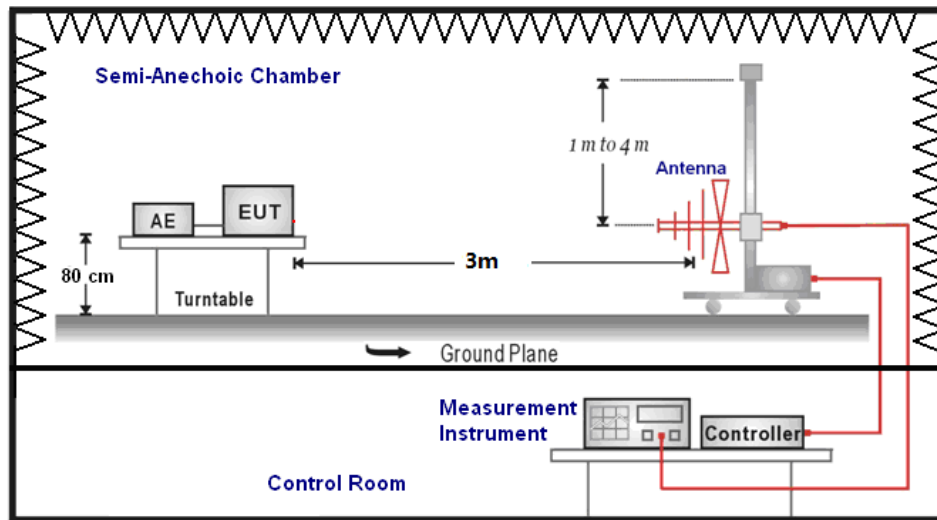 Semi-Anechoic Chamber
1 m to 4 m
Antenna
AE
EUT
3m
80 cm
Turntable
Ground Plane
Measurement
Instrument
Controller
Control Room